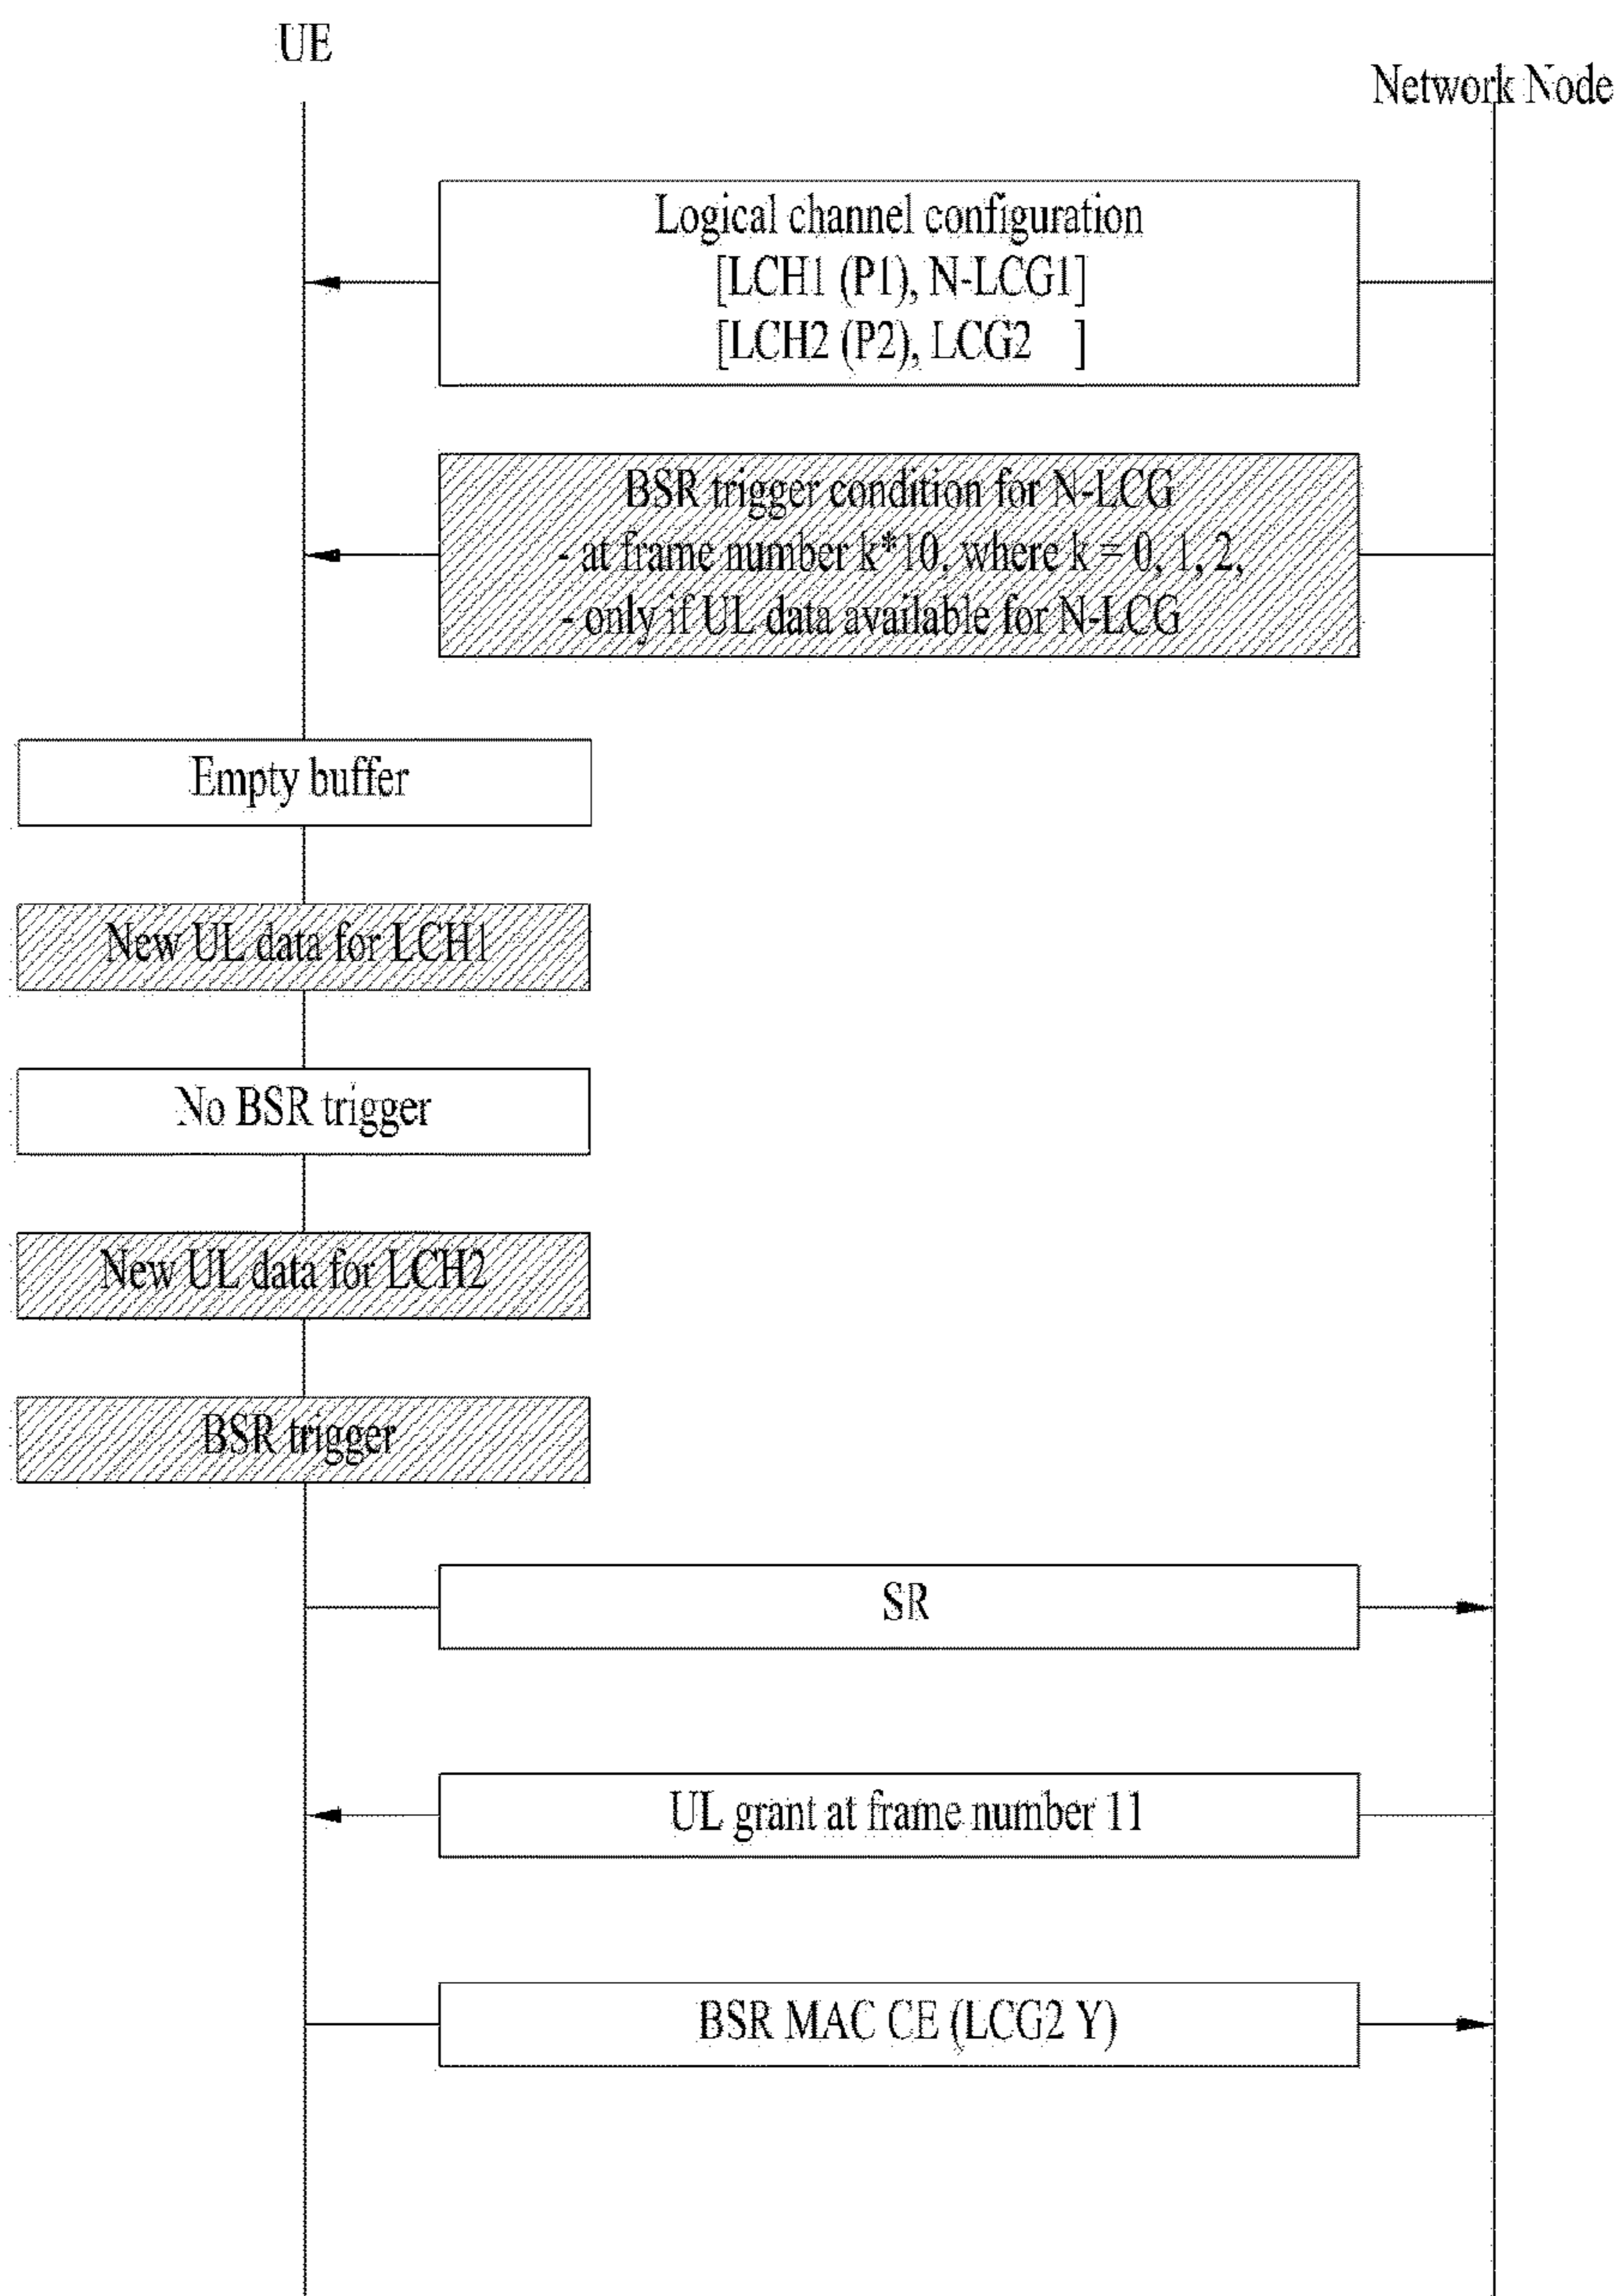 UE
Network Node
Logical channel configuration
[LCH1 (P1), N-LCG1]
[LCH2 (P2), LCG2 ]
BSR trigger condition for N-LCG
- at frame number k*10, where k = 0, 1, 2,
- only if UL data available for N-LCG
Empty buffer
New UL data for LCH1
No BSR trigger
New UL data for LCH2
BSR trigger
SR
UL grant at frame number 11
BSR MAC CE (LCG2 Y)